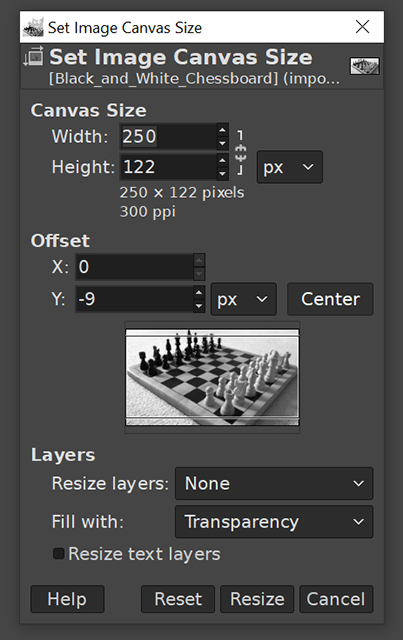 Set Image Canvas Size
Set Image Canvas Size
[Black_and_White_Chessboard] (impo...
Canvas Size
Width: 250
Height: 122 px
250 × 122 pixels
300 ppi
Offset
X: 0
Y: -9 px Center
Layers
Resize layers: None
Fill with: Transparency
Resize text layers
Help Reset Resize Cancel